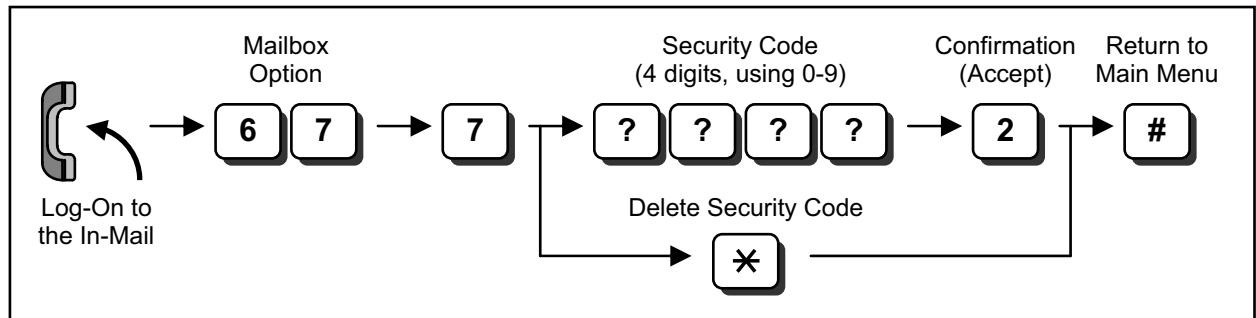 Mailbox
Option
Security Code
(4 digits, using 0-9)
Confirmation
(Accept)
Return to
Main Menu
6 7 7 ? ? ? ? 2 #
Log-On to
the In-Mail
Delete Security Code
*